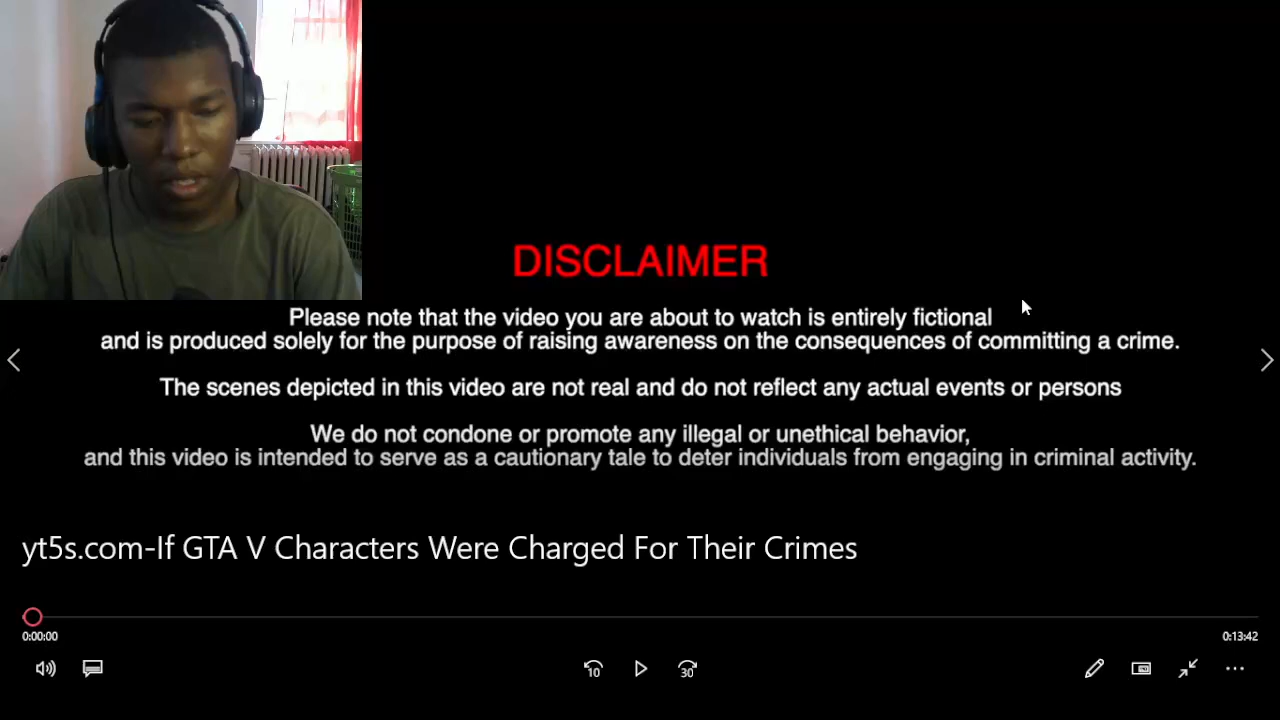 DISCLAIMER
Please note that the video you are about to watch is entirely fictional
and is produced solely for the purpose of raising awareness on the consequences of committing a crime.
The scenes depicted in this video are not real and do not reflect any actual events or persons
We do not condone or promote any illegal or unethical behavior,
and this video is intended to serve as a cautionary tale to deter individuals from engaging in criminal activity.
yt5s.com-If GTA V Characters Were Charged For Their Crimes
0:00:00
0:13:42
10
30